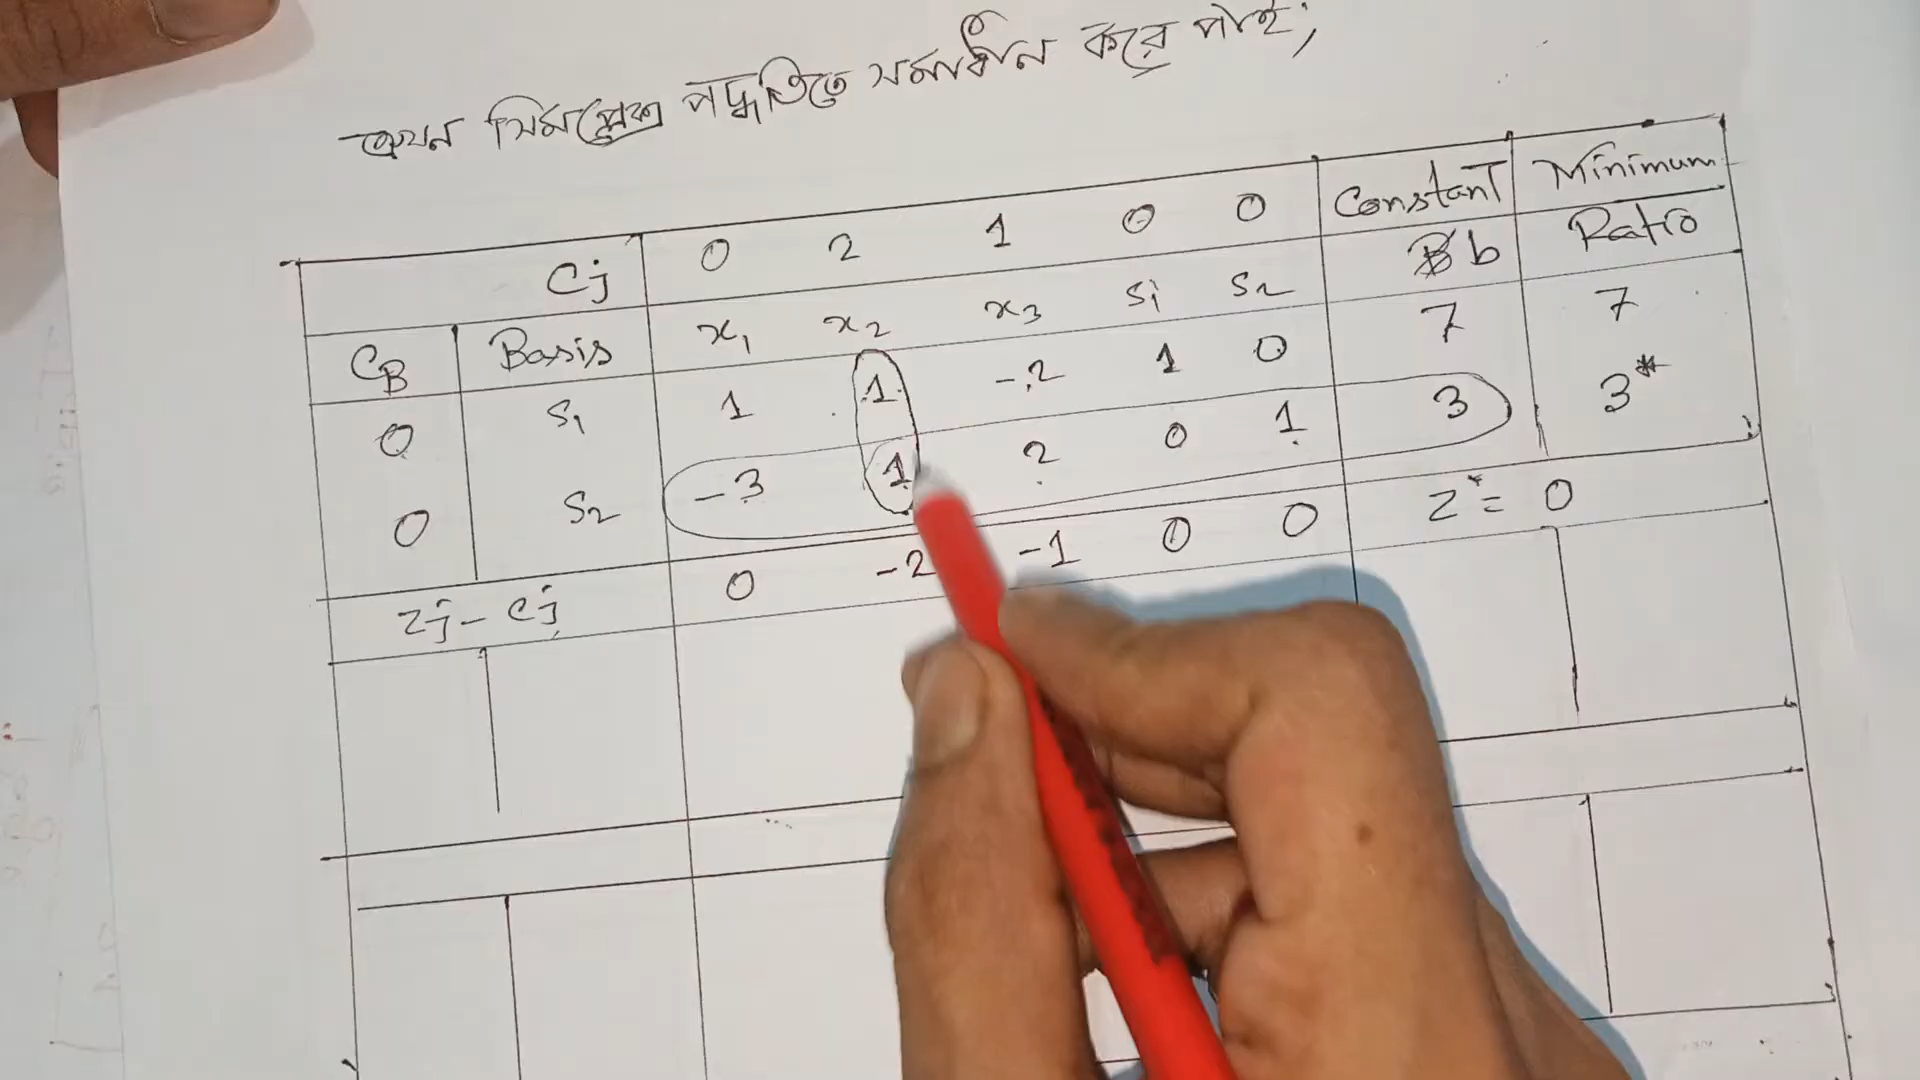 এখন সিমপ্লেক্স পদ্ধতিতে সমাধান করে পাই;
Cj 0 2 1 0 0 Constant b Minimum Ratio
CB Basis x₁ x₂ x₃ S₁ S₂
0 S₁ 1 1 -2 1 0 7 7
0 S₂ -3 1 2 0 1 3 3*
Zj - Cj 0 -2 -1 0 0 Z* = 0